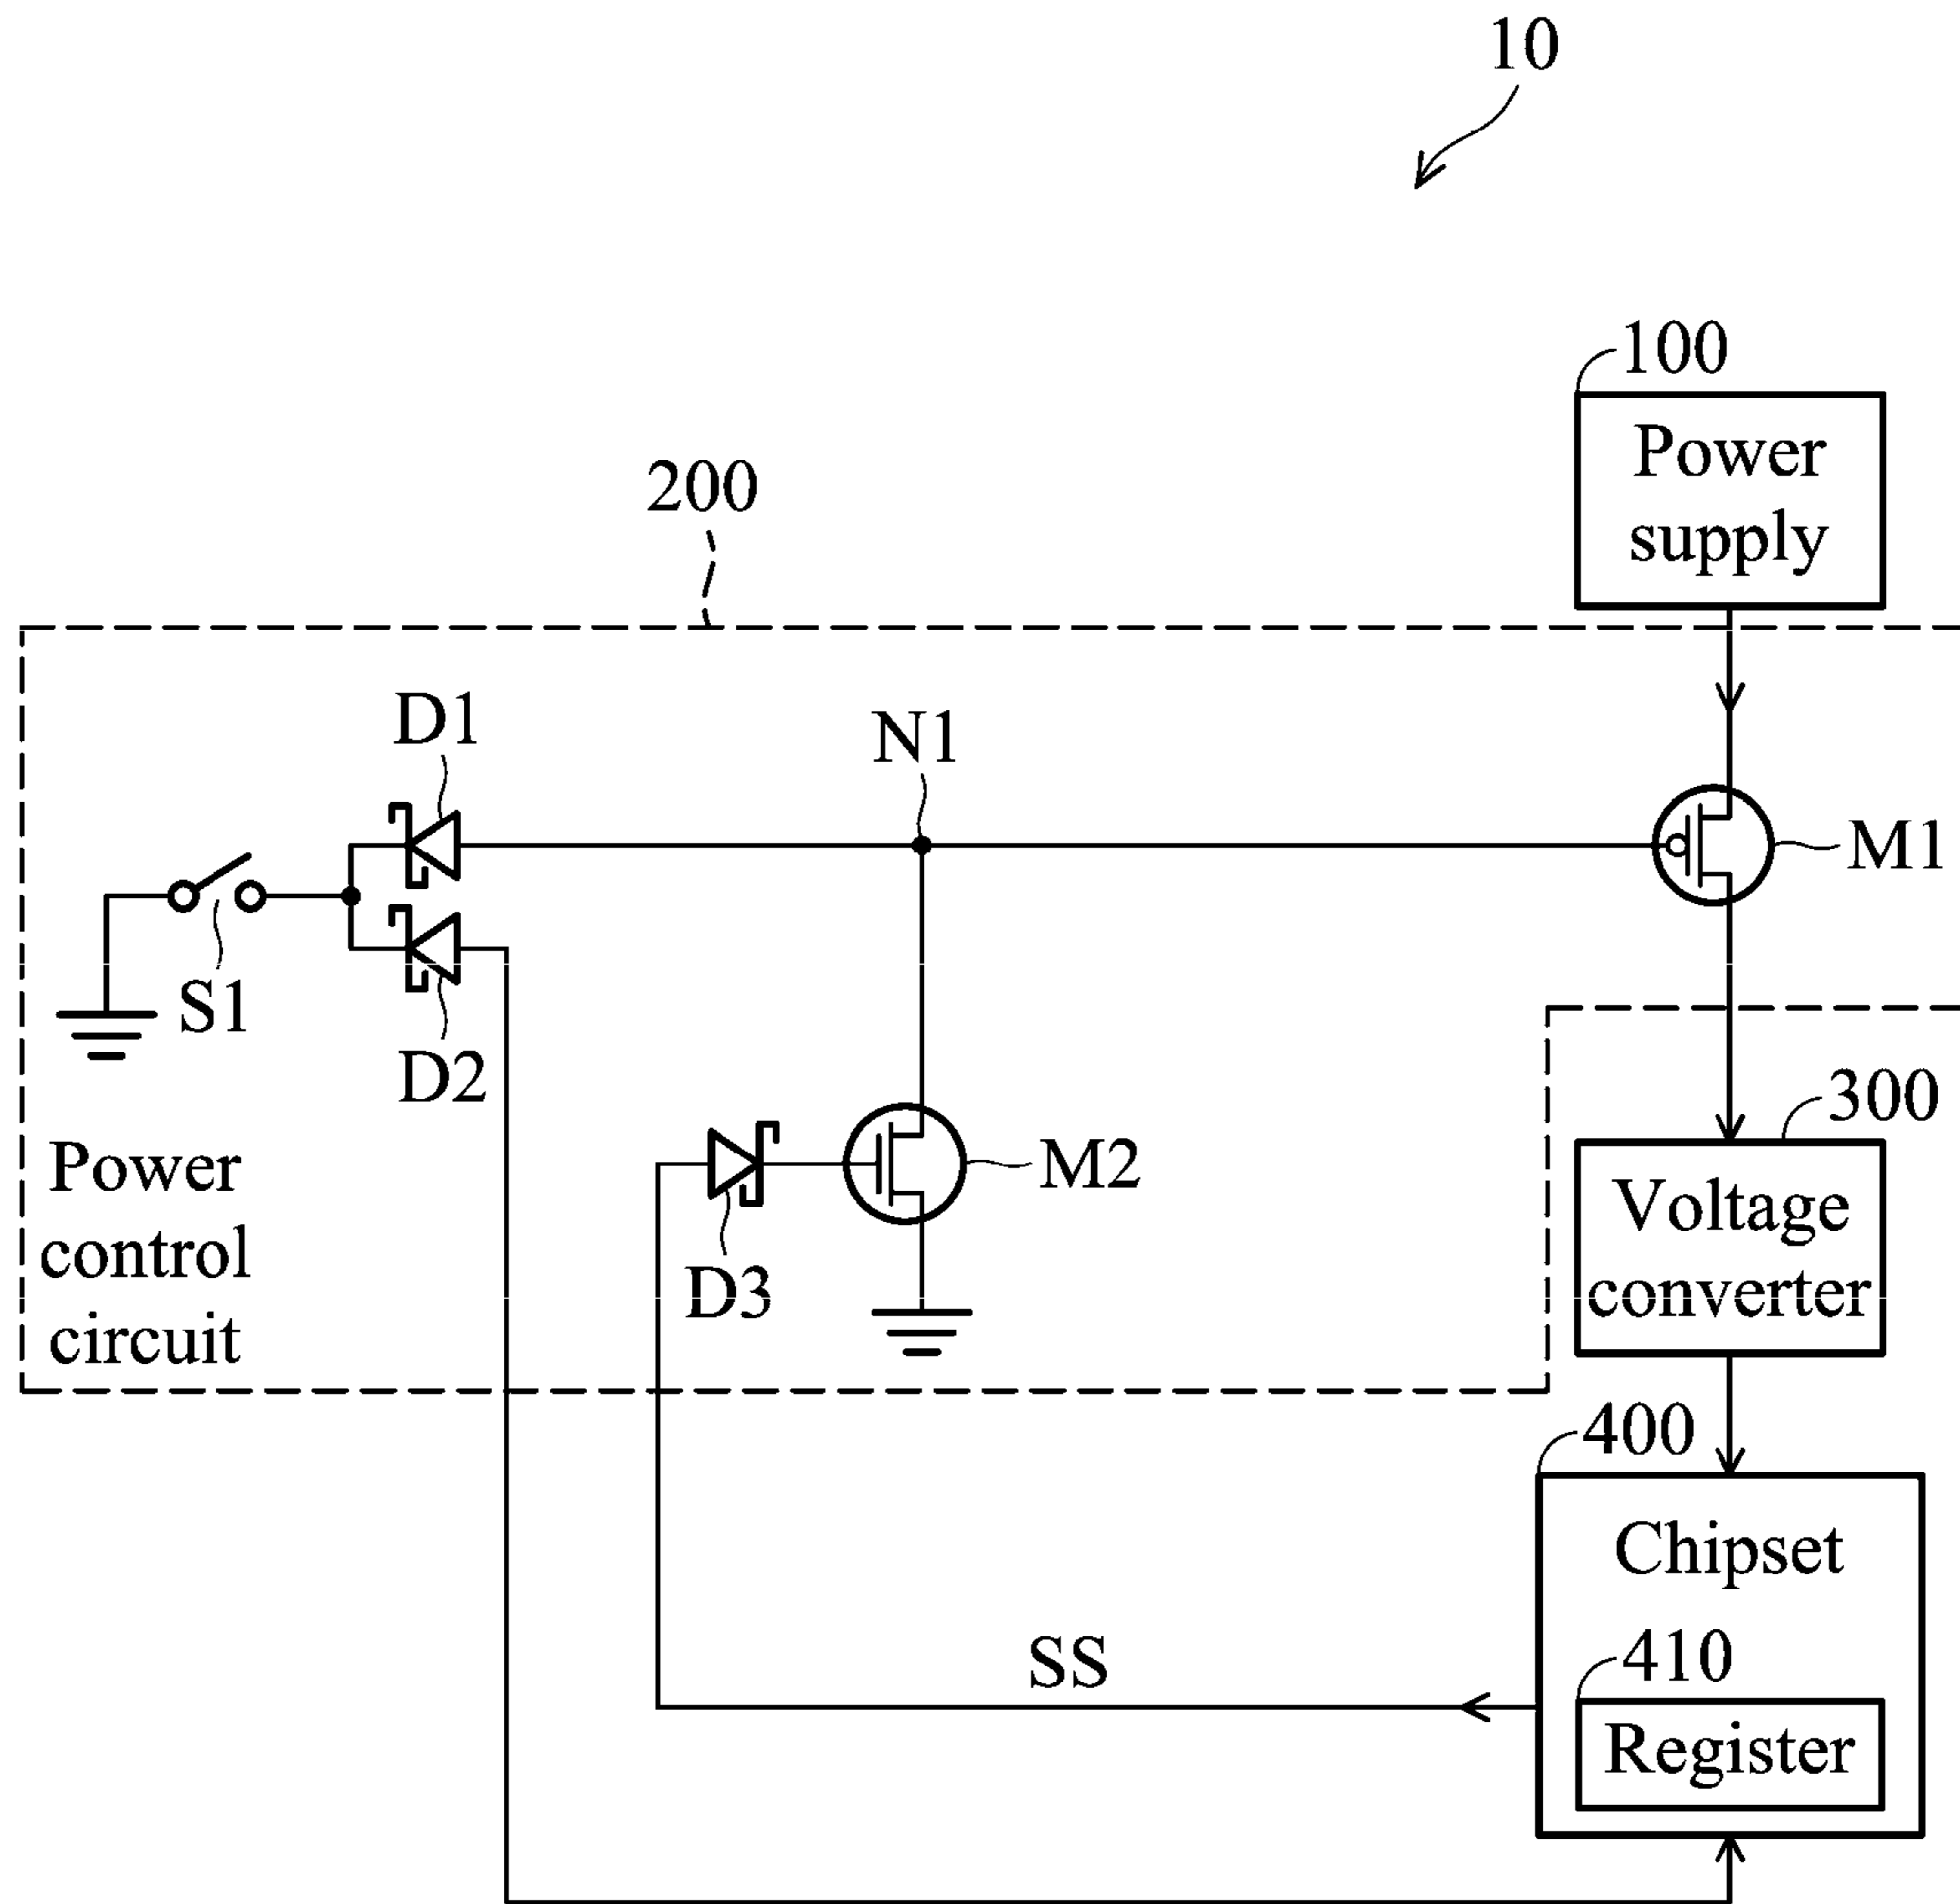 10
100
Power
supply
200
D1
N1
M1
S1
D2
300
M2
Power
control
circuit
D3
Voltage
converter
400
Chipset
SS
410
Register